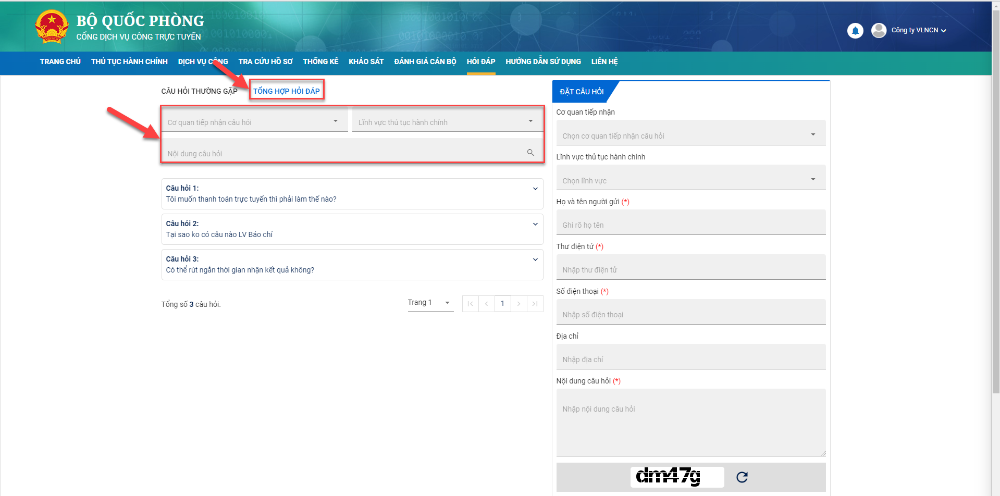 BỘ QUỐC PHÒNG
CỔNG DỊCH VỤ CÔNG TRỰC TUYẾN
Công ty VLNCN
TRANG CHỦ THỦ TỤC HÀNH CHÍNH DỊCH VỤ CÔNG TRA CỨU HỒ SƠ THỐNG KÊ KHẢO SÁT ĐÁNH GIÁ CÁN BỘ HỎI ĐÁP HƯỚNG DẪN SỬ DỤNG LIÊN HỆ
CÂU HỎI THƯỜNG GẶP TỔNG HỢP HỎI ĐÁP
Cơ quan tiếp nhận câu hỏi Lĩnh vực thủ tục hành chính
Nội dung câu hỏi
Câu hỏi 1:
Tôi muốn thanh toán trực tuyến thì phải làm thế nào?
Câu hỏi 2:
Tại sao ko có câu nào LV Báo chí
Câu hỏi 3:
Có thể rút ngắn thời gian nhận kết quả không?
Tổng số 3 câu hỏi. Trang 1 1
ĐẶT CÂU HỎI
Cơ quan tiếp nhận
Chọn cơ quan tiếp nhận câu hỏi
Lĩnh vực thủ tục hành chính
Chọn lĩnh vực
Họ và tên người gửi (*)
Ghi rõ họ tên
Thư điện tử (*)
Nhập thư điện tử
Số điện thoại (*)
Nhập số điện thoại
Địa chỉ
Nhập địa chỉ
Nội dung câu hỏi (*)
Nhập nội dung câu hỏi
dm47g